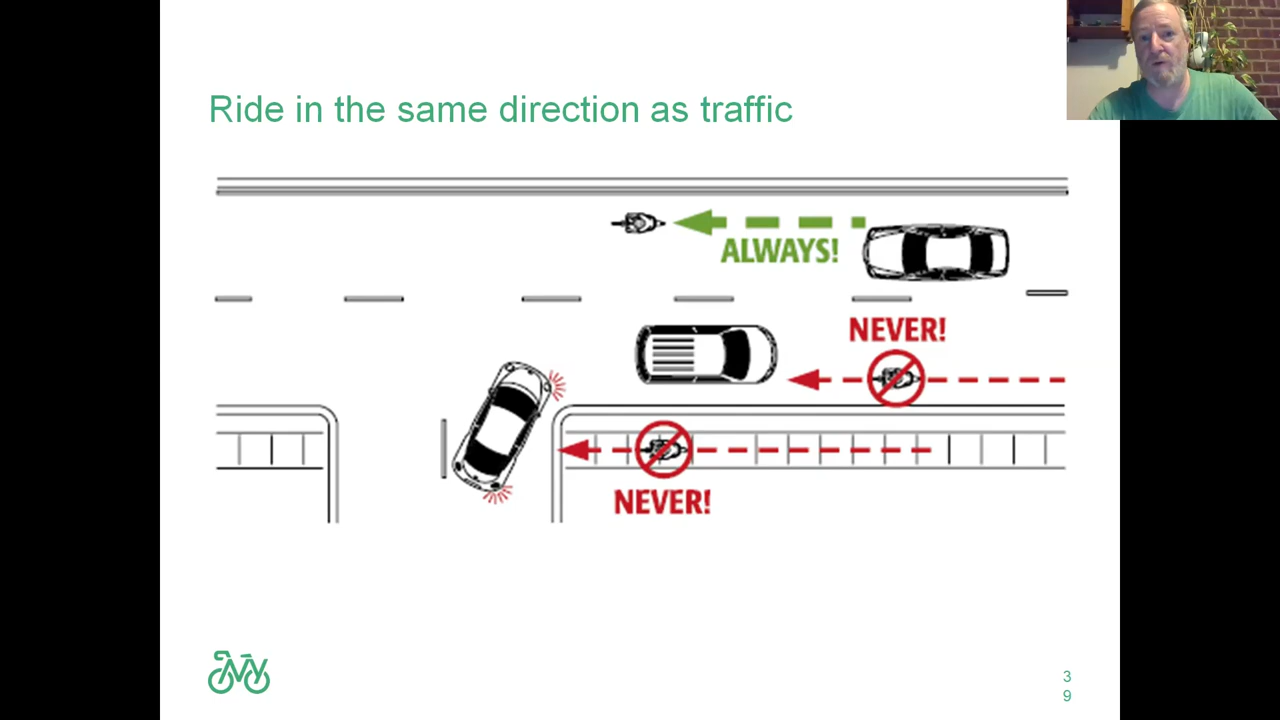 Ride in the same direction as traffic
ALWAYS!
NEVER!
NEVER!
3
9